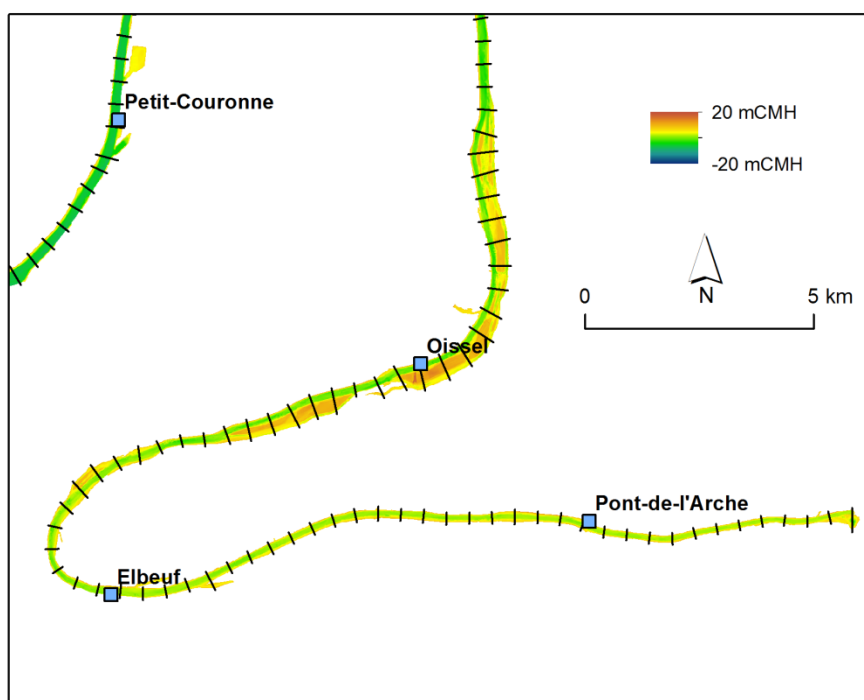 Petit-Couronne
20 mCMH
-20 mCMH
N
0 5 km
Oissel
Pont-de-l'Arche
Elbeuf